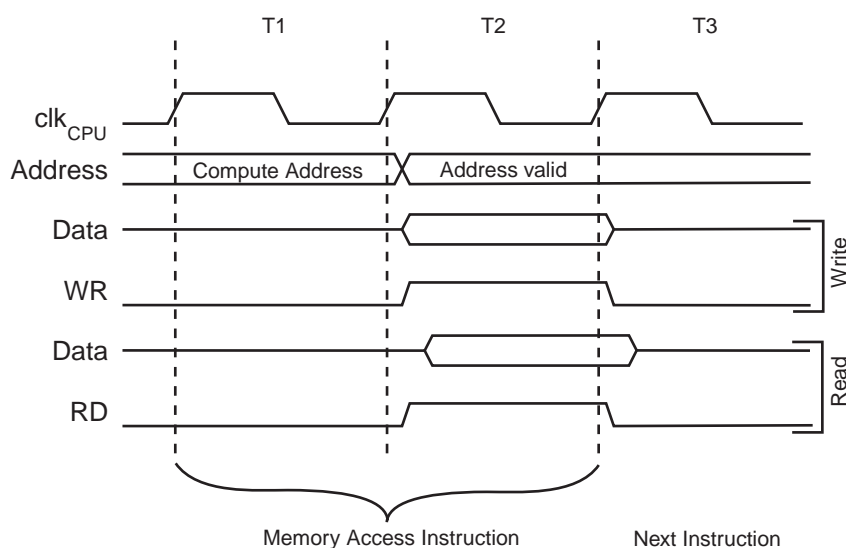 T1 T2 T3
clkCPU
Address Compute Address Address valid
Data
WR
Write
Data
RD
Read
Memory Access Instruction Next Instruction